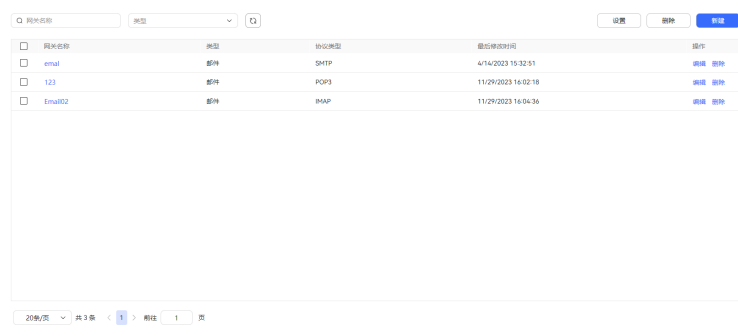 网关名称 类型 设置 删除 新建
网关名称 类型 协议类型 最后修改时间 操作
emal 邮件 SMTP 4/14/2023 15:32:51 编辑 删除
123 邮件 POP3 11/29/2023 16:02:18 编辑 删除
Email02 邮件 IMAP 11/29/2023 16:04:36 编辑 删除
20条/页 共 3 条 < 1 > 前往 1 页